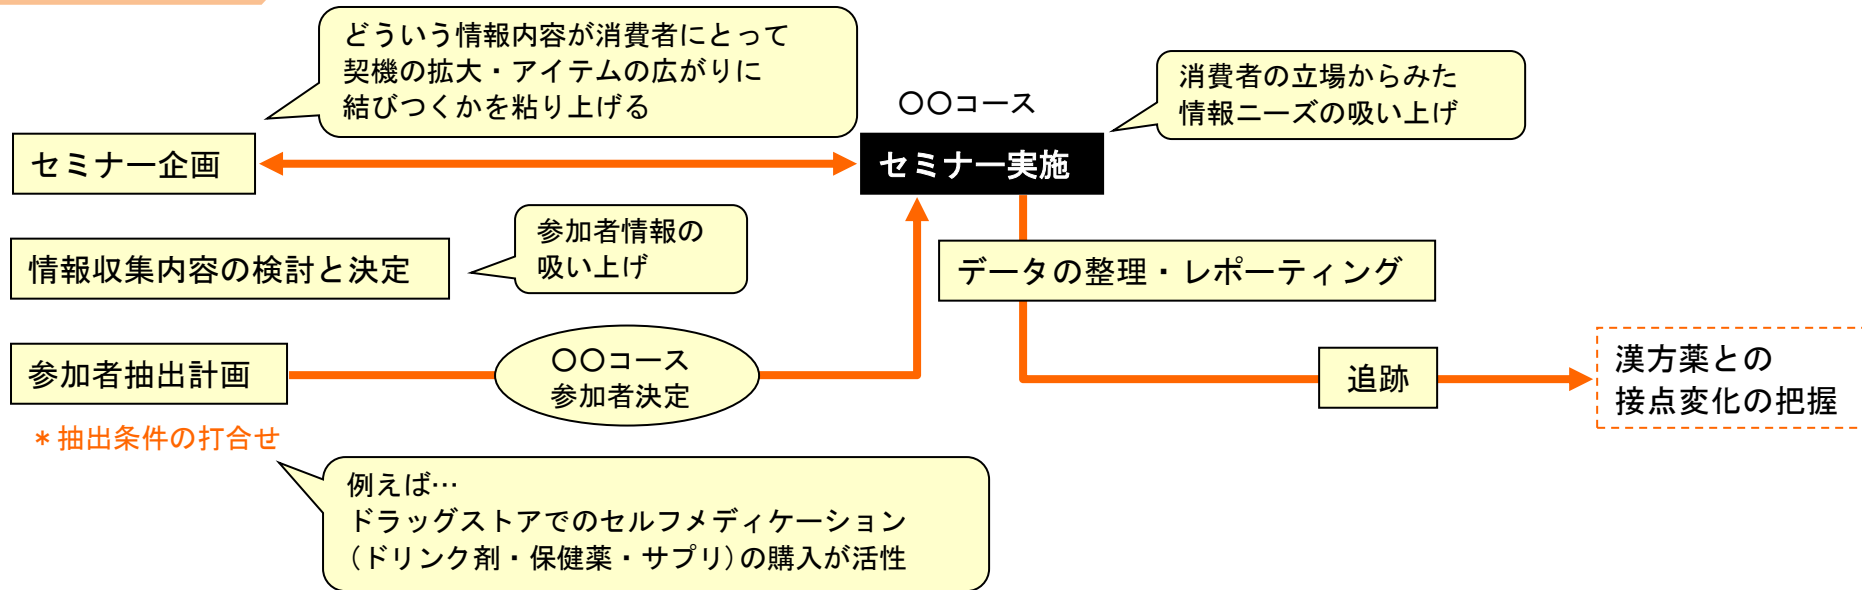 どういう情報内容が消費者にとって
契機の拡大・アイテムの広がりに
結びつくかを粘り上げる
消費者の立場からみた
情報ニーズの吸い上げ
〇〇コース
セミナー企画
セミナー実施
参加者情報の
吸い上げ
情報収集内容の検討と決定
データの整理・レポーティング
参加者抽出計画
〇〇コース
参加者決定
追跡
漢方薬との
接点変化の把握
＊抽出条件の打合せ
例えば…
ドラッグストアでのセルフメディケーション
(ドリンク剤・保健薬・サプリ)の購入が活性